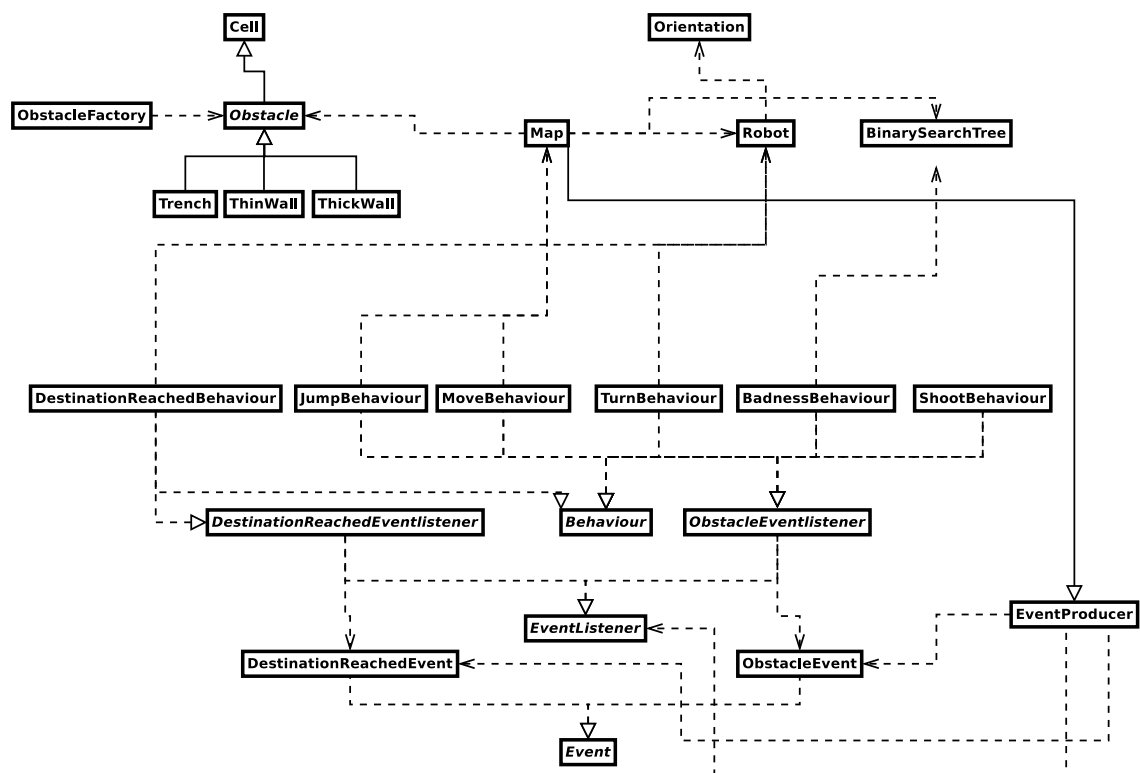 Cell
Orientation
ObstacleFactory
Obstacle
Map
Robot
BinarySearchTree
Trench
ThinWall
ThickWall
DestinationReachedBehaviour
JumpBehaviour
MoveBehaviour
TurnBehaviour
BadnessBehaviour
ShootBehaviour
DestinationReachedEventlistener
Behaviour
ObstacleEventlistener
EventProducer
EventListener
DestinationReachedEvent
ObstacleEvent
Event